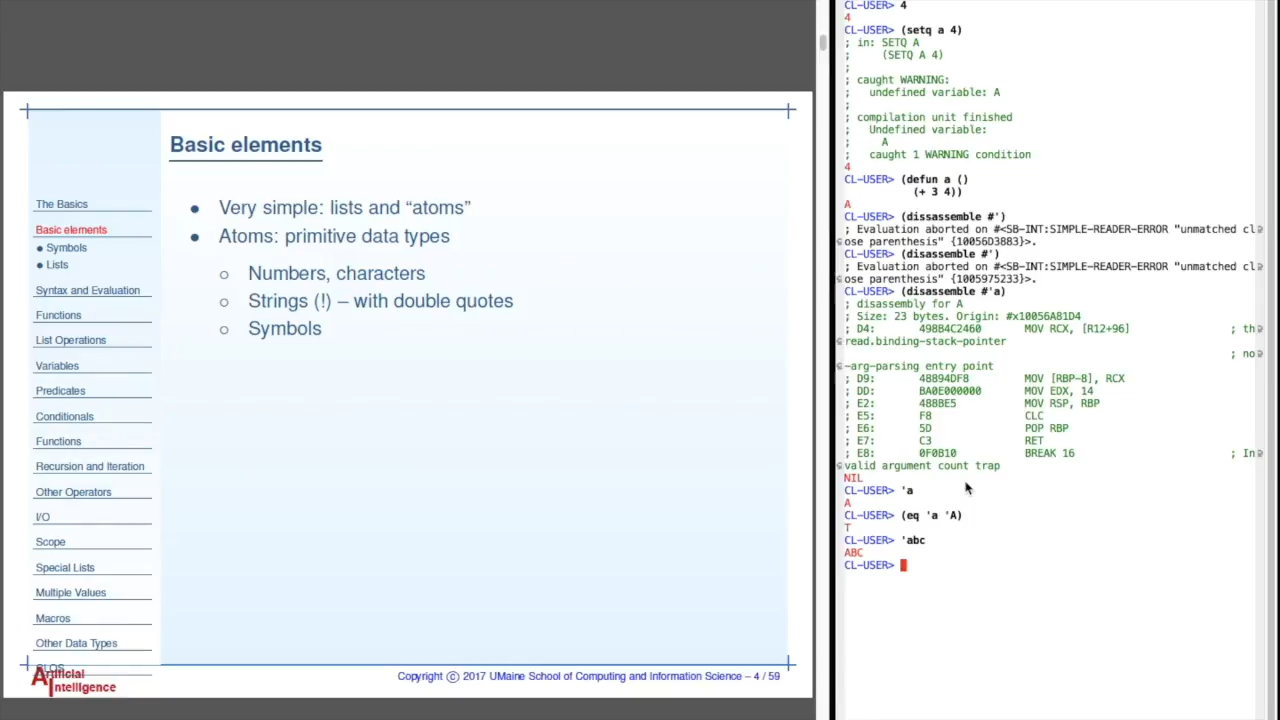 Basic elements
The Basics
Basic elements
● Symbols
● Lists
Syntax and Evaluation
Functions
List Operations
Variables
Predicates
Conditionals
Functions
Recursion and Iteration
Other Operators
I/O
Scope
Special Lists
Multiple Values
Macros
Other Data Types
CLOS
● Very simple: lists and “atoms”
● Atoms: primitive data types
○ Numbers, characters
○ Strings (!) – with double quotes
○ Symbols
Artificial
Intelligence
Copyright © 2017 UMaine School of Computing and Information Science – 4 / 59
CL-USER> 4
4
CL-USER> (setq a 4)
; in: SETQ A
;     (SETQ A 4)
;
; caught WARNING:
;   undefined variable: A
;
; compilation unit finished
;   Undefined variable:
;     A
;   caught 1 WARNING condition
4
CL-USER> (defun a ()
(+ 3 4))
A
CL-USER> (disassemble #')
; Evaluation aborted on #<SB-INT:SIMPLE-READER-ERROR "unmatched cl
ose parenthesis" {10056D3883}>.
CL-USER> (disassemble #')
; Evaluation aborted on #<SB-INT:SIMPLE-READER-ERROR "unmatched cl
ose parenthesis" {1005975233}>.
CL-USER> (disassemble #'a)
; disassembly for A
; Size: 23 bytes. Origin: #x10056A81D4
; D4: 498B4C2460 MOV RCX, [R12+96] ; th
read.binding-stack-pointer
; no
-arg-parsing entry point
; D9: 48894DF8 MOV [RBP-8], RCX
; DD: BA0E000000 MOV EDX, 14
; E2: 488BE5 MOV RSP, RBP
; E5: F8 CLC
; E6: 5D POP RBP
; E7: C3 RET
; E8: 0F0B10 BREAK 16 ; In
valid argument count trap
NIL
CL-USER> 'a
A
CL-USER> (eq 'a 'A)
T
CL-USER> 'abc
ABC
CL-USER>